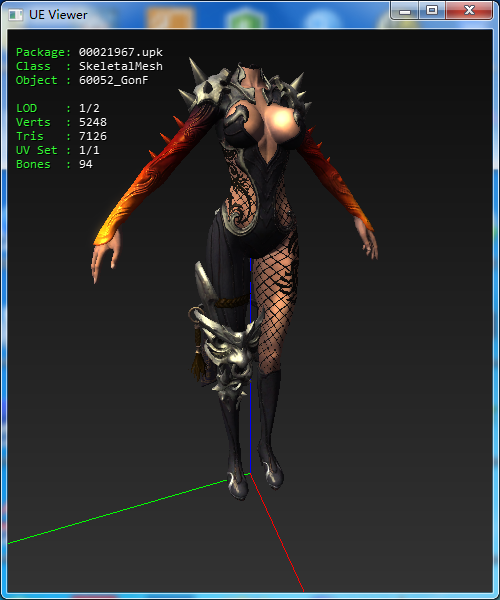 UE Viewer
Package: 00021967.upk
Class : SkeletalMesh
Object : 60052_GonF
LOD : 1/2
Verts : 5248
Tris : 7126
UV Set : 1/1
Bones : 94